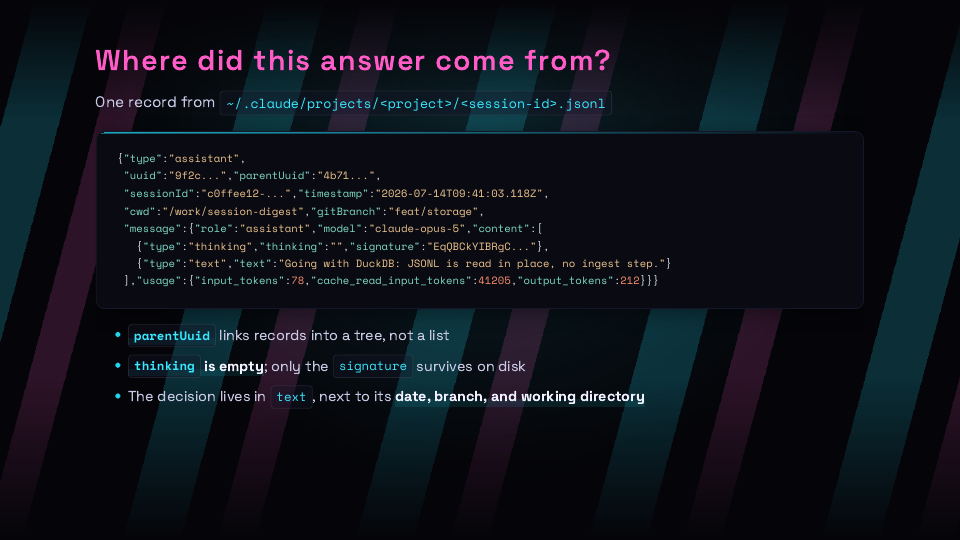 Where did this answer come from?
One record from ~/.claude/projects/<project>/<session-id>.jsonl
{"type":"assistant",
"uuid":"9f2c...","parentUuid":"4b71...",
"sessionId":"c0ffee12-...","timestamp":"2026-07-14T09:41:03.118Z",
"cwd":"/work/session-digest","gitBranch":"feat/storage",
"message":{"role":"assistant","model":"claude-opus-5","content":[
{"type":"thinking","thinking":"","signature":"EqQBCkYIBRgC..."},
{"type":"text","text":"Going with DuckDB: JSONL is read in place, no ingest step."}
],"usage":{"input_tokens":78,"cache_read_input_tokens":41205,"output_tokens":212}}}
• parentUuid links records into a tree, not a list
• thinking is empty; only the signature survives on disk
• The decision lives in text, next to its date, branch, and working directory